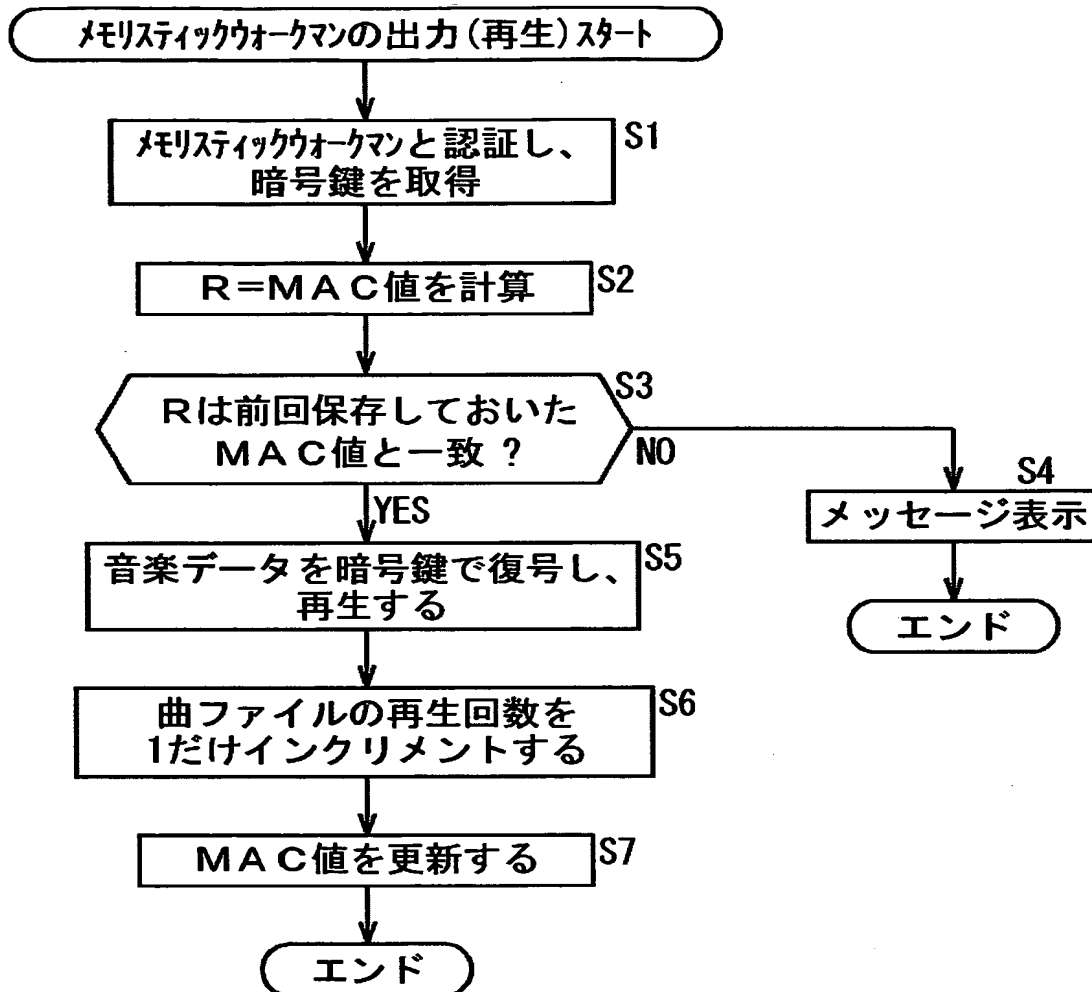 メモリスティックウォークマンの出力(再生)スタート
メモリスティックウォークマンと認証し、
暗号鍵を取得
S1
R=MAC値を計算
S2
Rは前回保存しておいた
MAC値と一致?
S3
NO
YES
S4
メッセージ表示
エンド
音楽データを暗号鍵で復号し、
再生する
S5
曲ファイルの再生回数を
1だけインクリメントする
S6
MAC値を更新する
S7
エンド